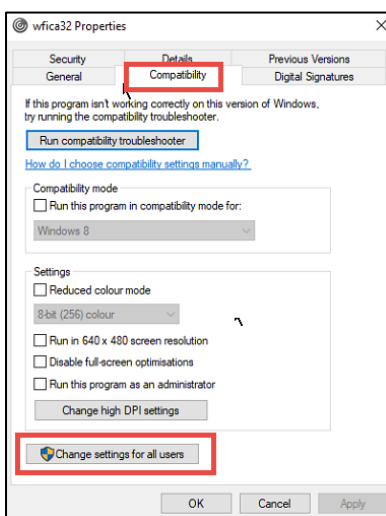 wfica32 Properties
Security Details Previous Versions
General Compatibility Digital Signatures
If this program isn't working correctly on this version of Windows,
try running the compatibility troubleshooter.
Run compatibility troubleshooter
How do I choose compatibility settings manually?
Compatibility mode
Run this program in compatibility mode for:
Windows 8
Settings
Reduced colour mode
8-bit (256) colour
Run in 640 x 480 screen resolution
Disable full-screen optimisations
Run this program as an administrator
Change high DPI settings
Change settings for all users
OK Cancel Apply